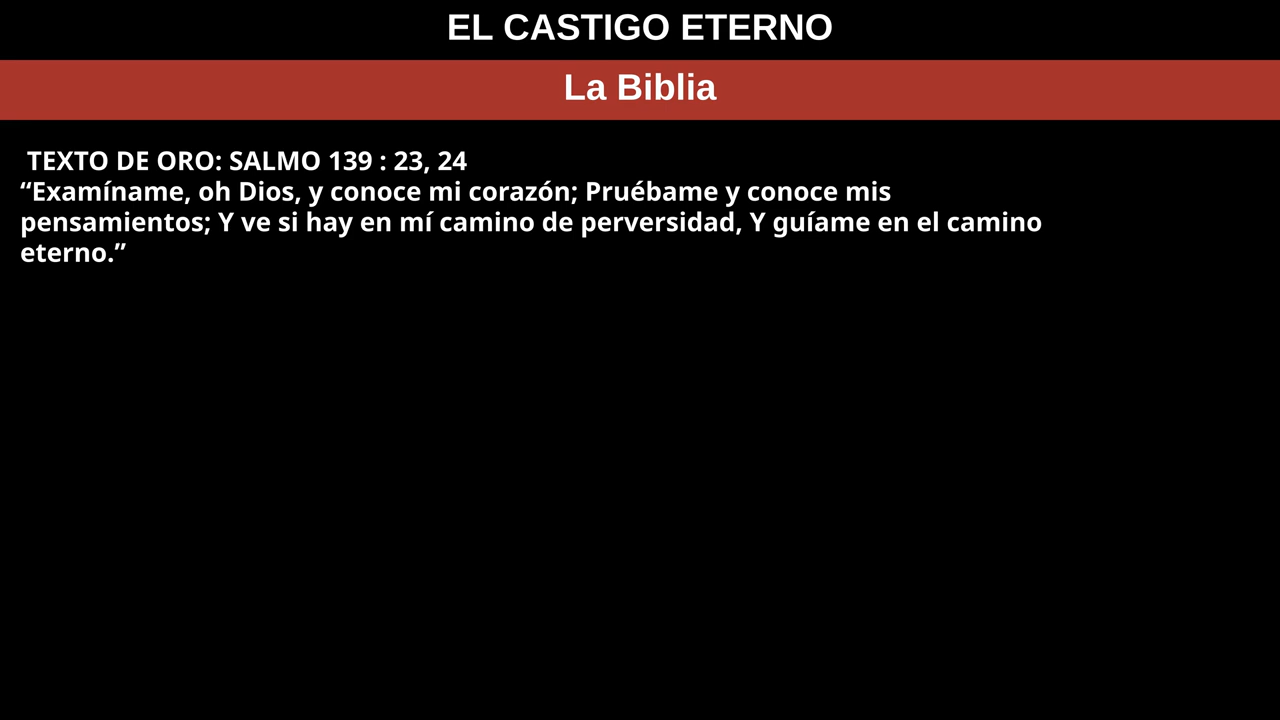 EL CASTIGO ETERNO
La Biblia
TEXTO DE ORO: SALMO 139 : 23, 24
“Examíname, oh Dios, y conoce mi corazón; Pruébame y conoce mis
pensamientos; Y ve si hay en mí camino de perversidad, Y guíame en el camino
eterno.”